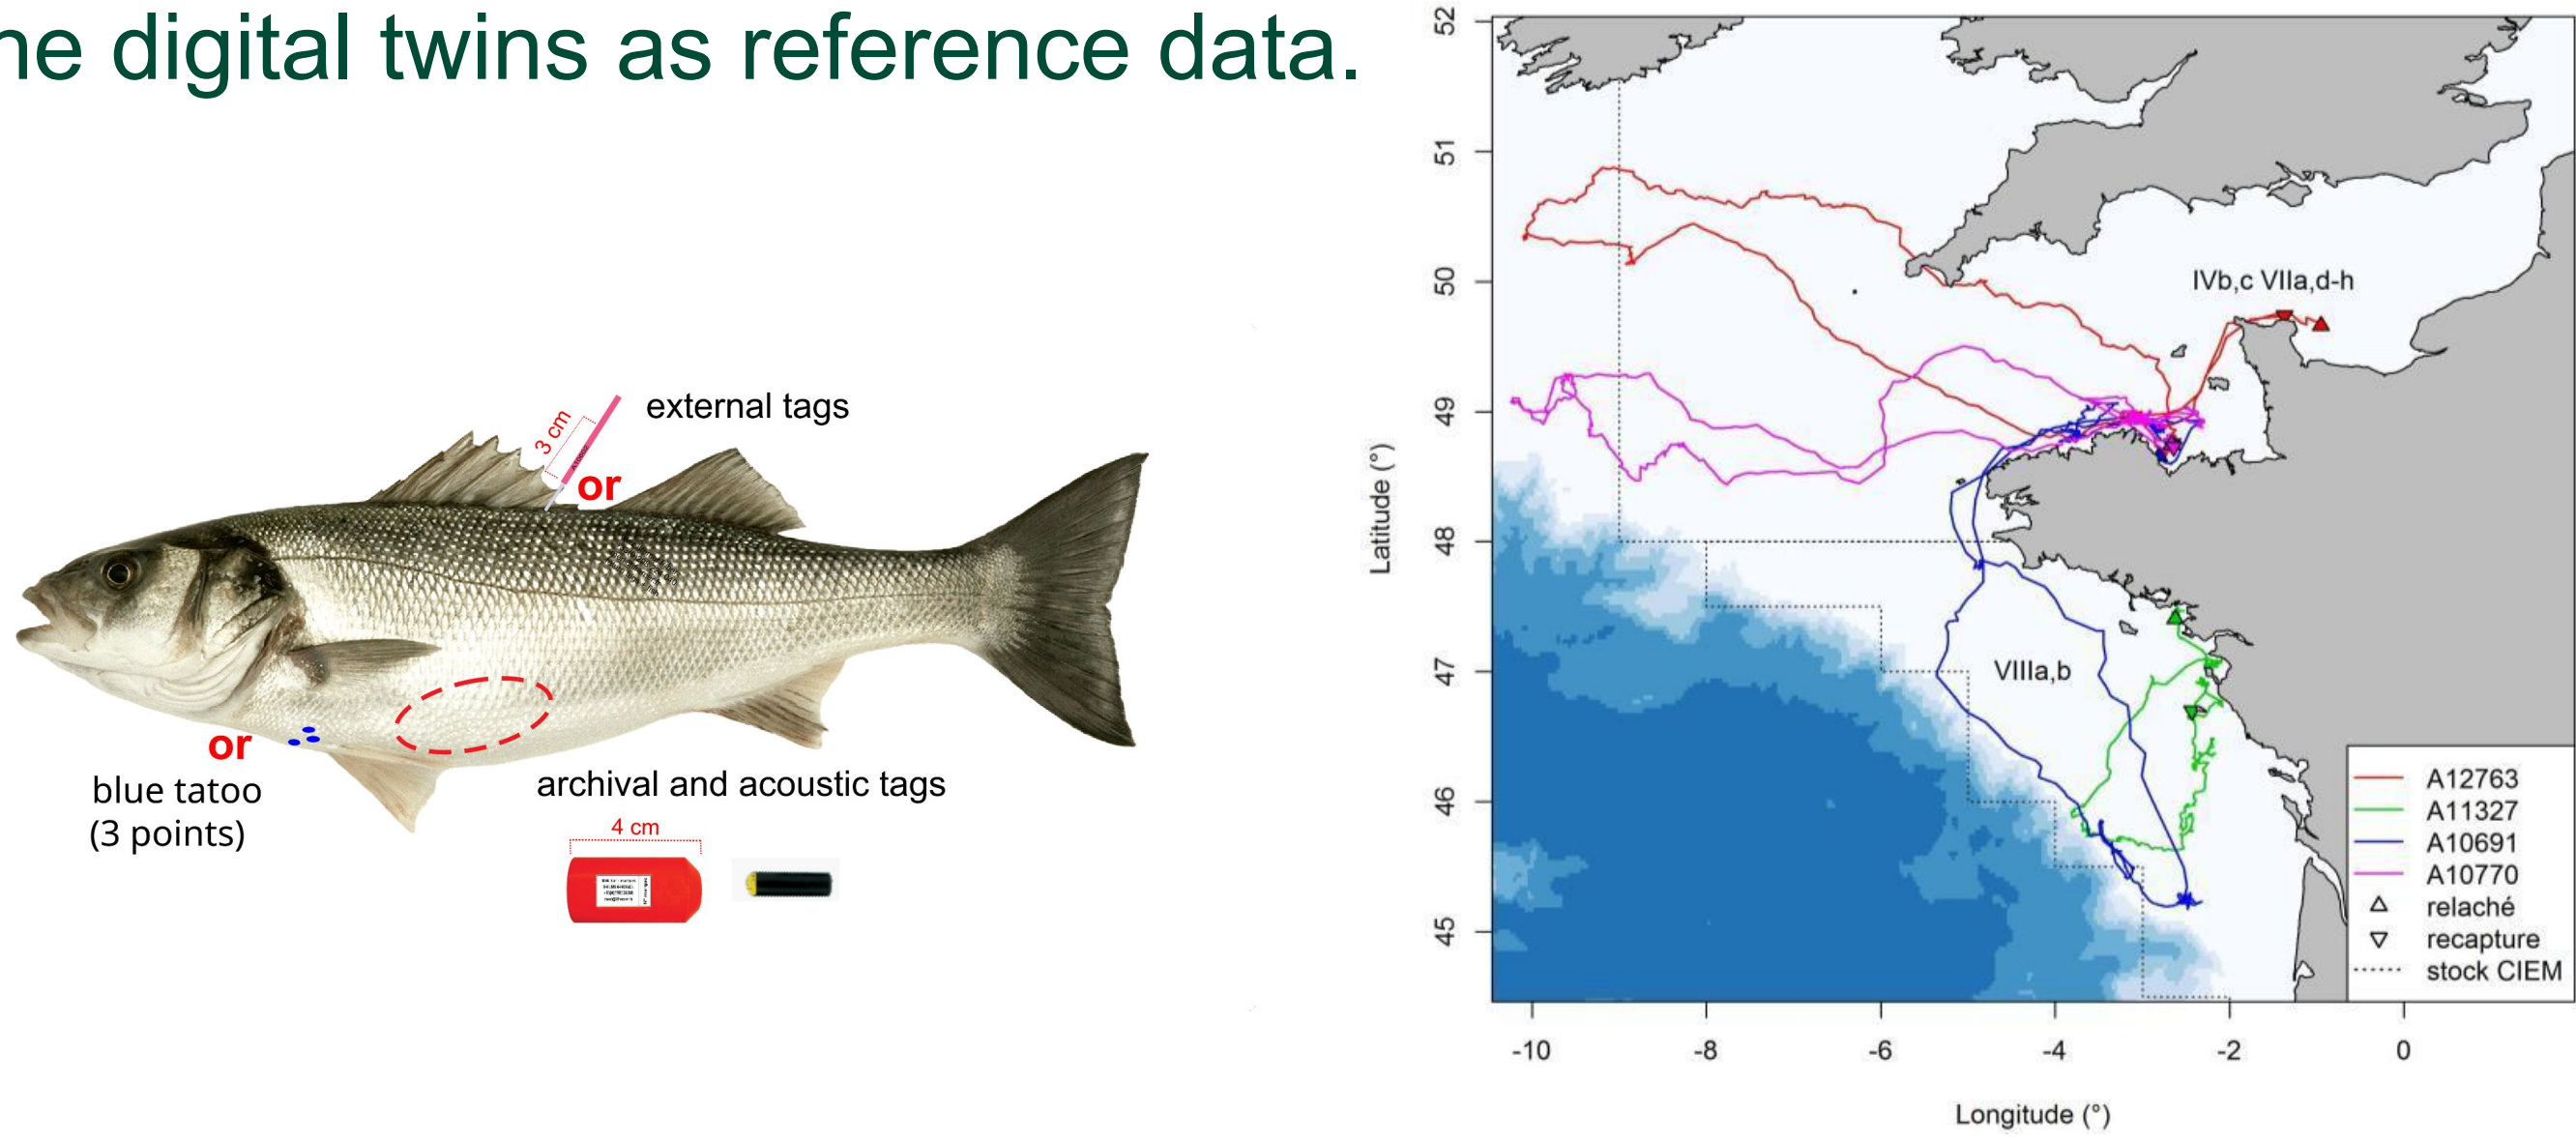 ne digital twins as reference data.
external tags
3 cm
or
or
blue tatoo
(3 points)
archival and acoustic tags
4 cm
52
51
50
49
48
47
46
45
Latitude (°)
IVb,c VIIa,d-h
VIIIa,b
A12763
A11327
A10691
A10770
relaché
recapture
stock CIEM
-10
-8
-6
-4
-2
0
Longitude (°)